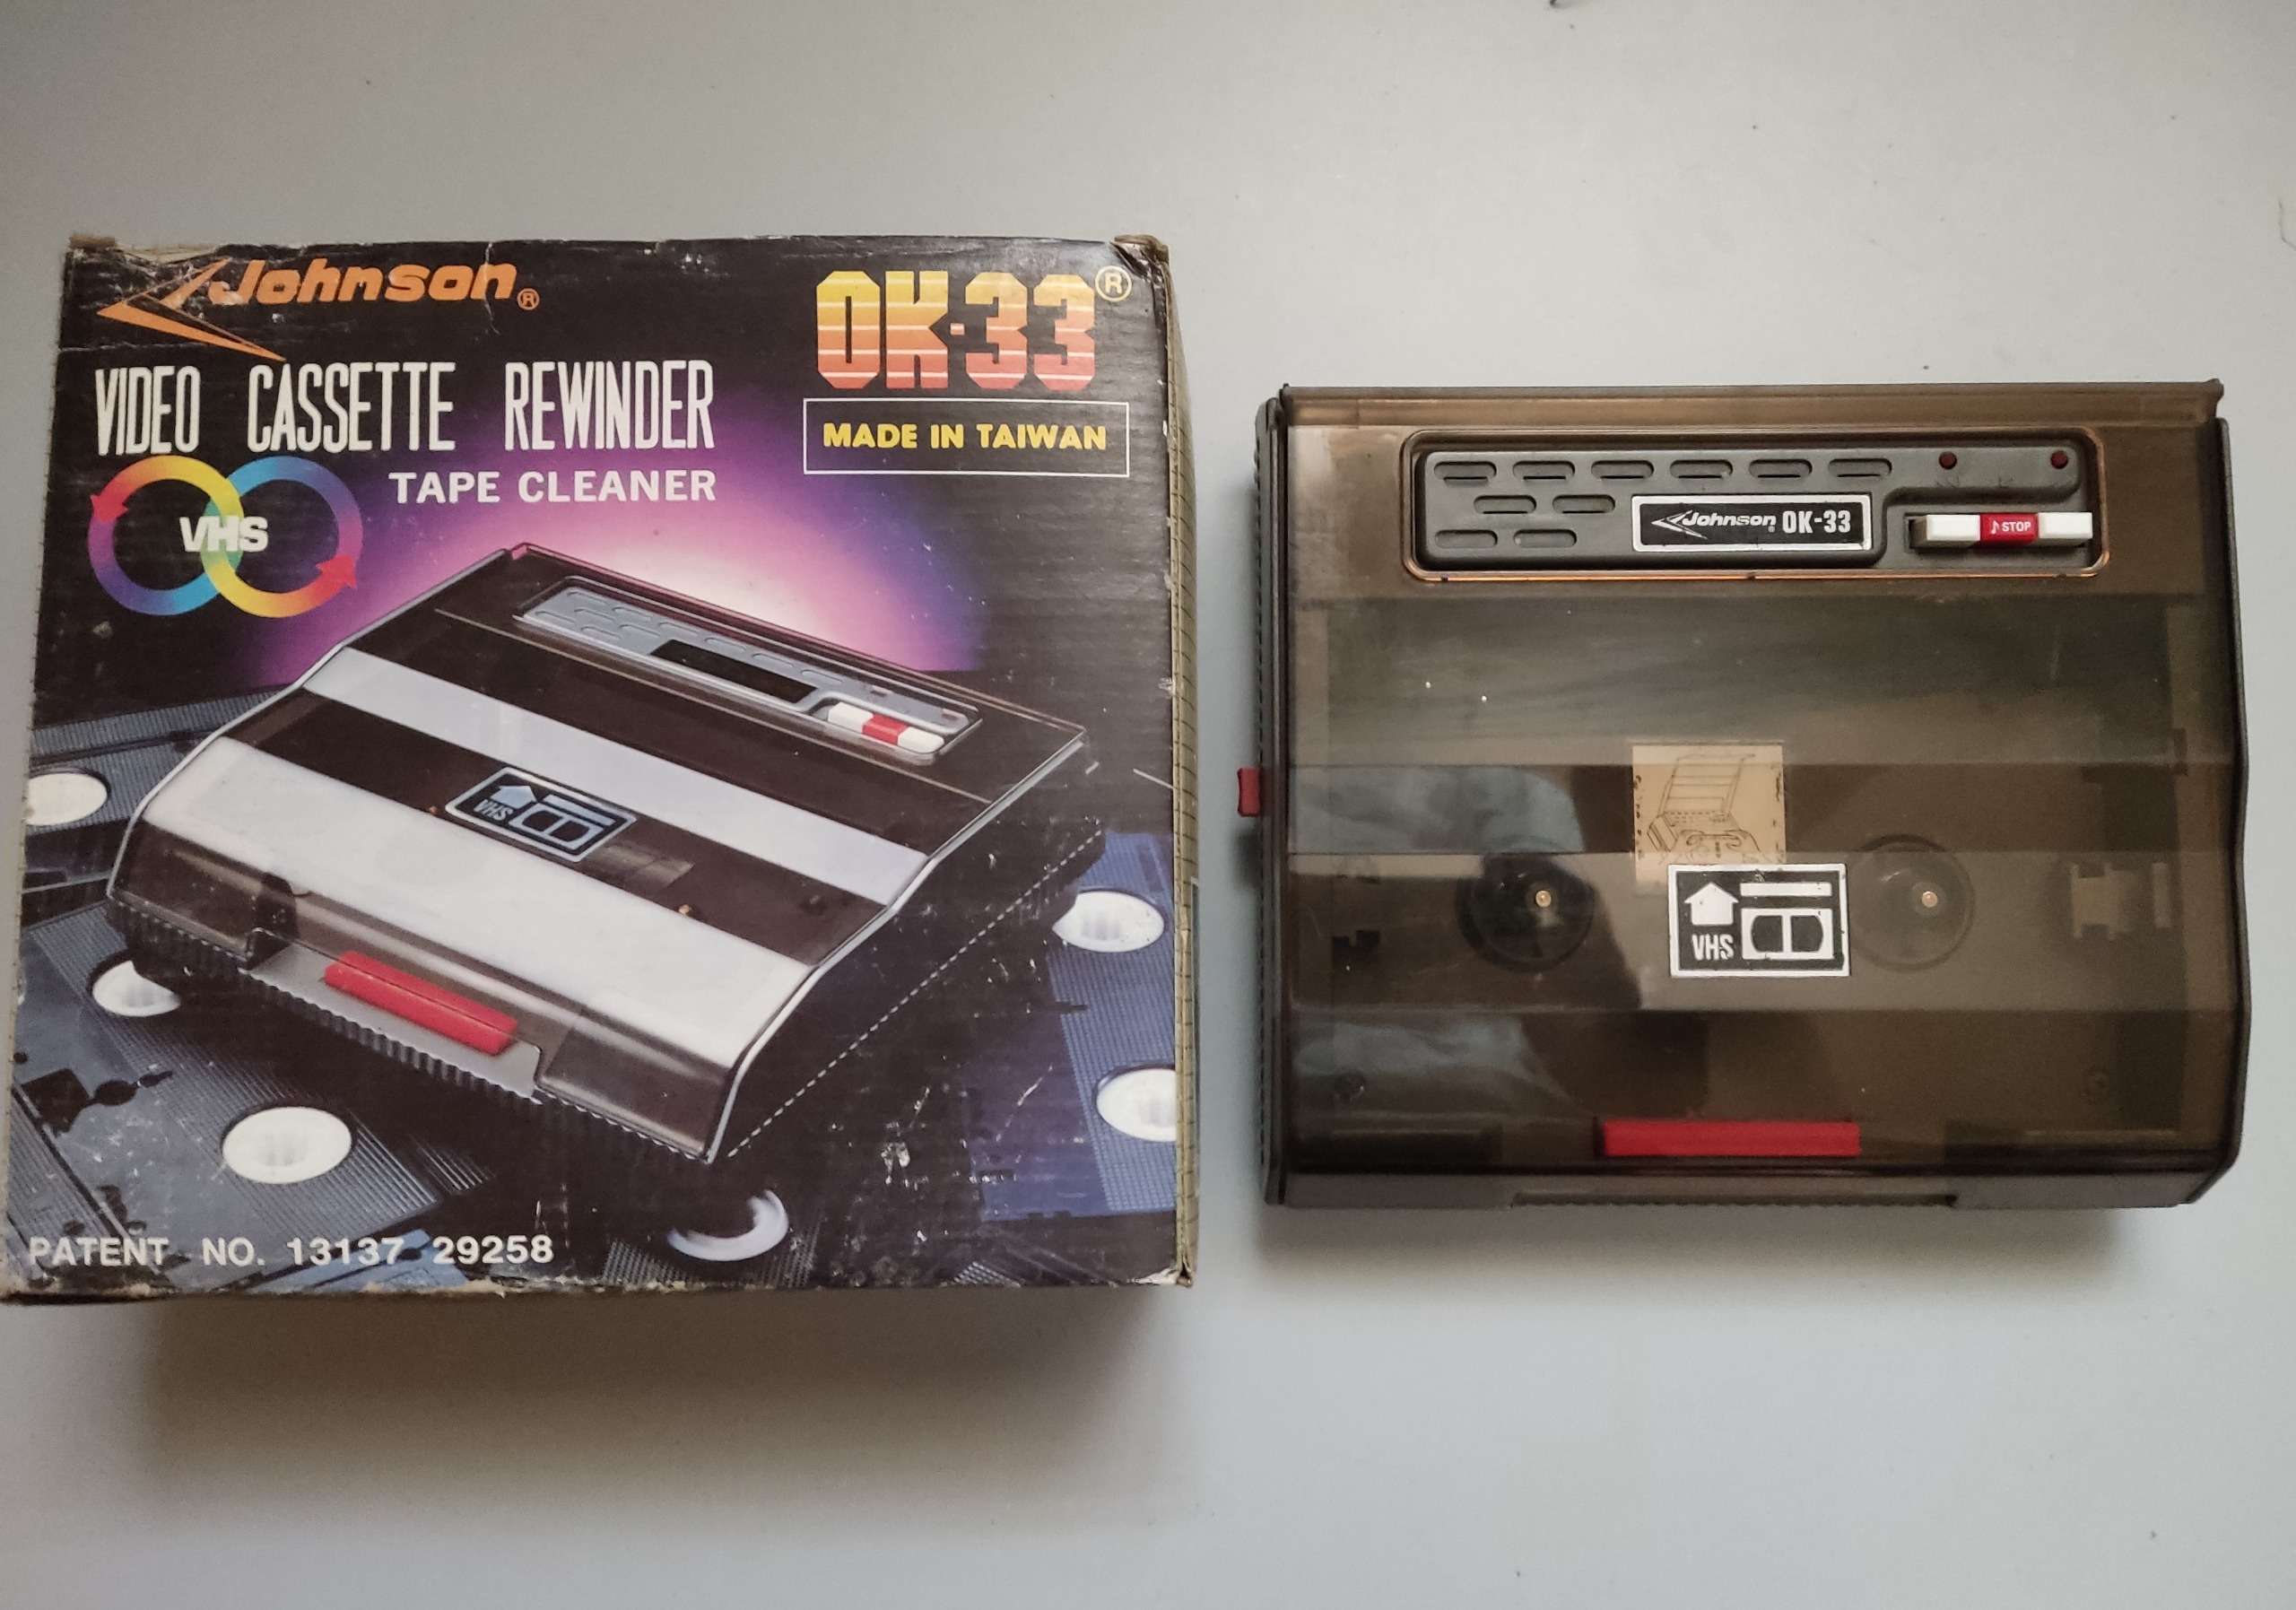 Johnson®
OK-33®
VIDEO CASSETTE REWINDER
MADE IN TAIWAN
TAPE CLEANER
VHS
VHS
PATENT NO. 13137 29258
Johnson® OK-33
STOP
VHS